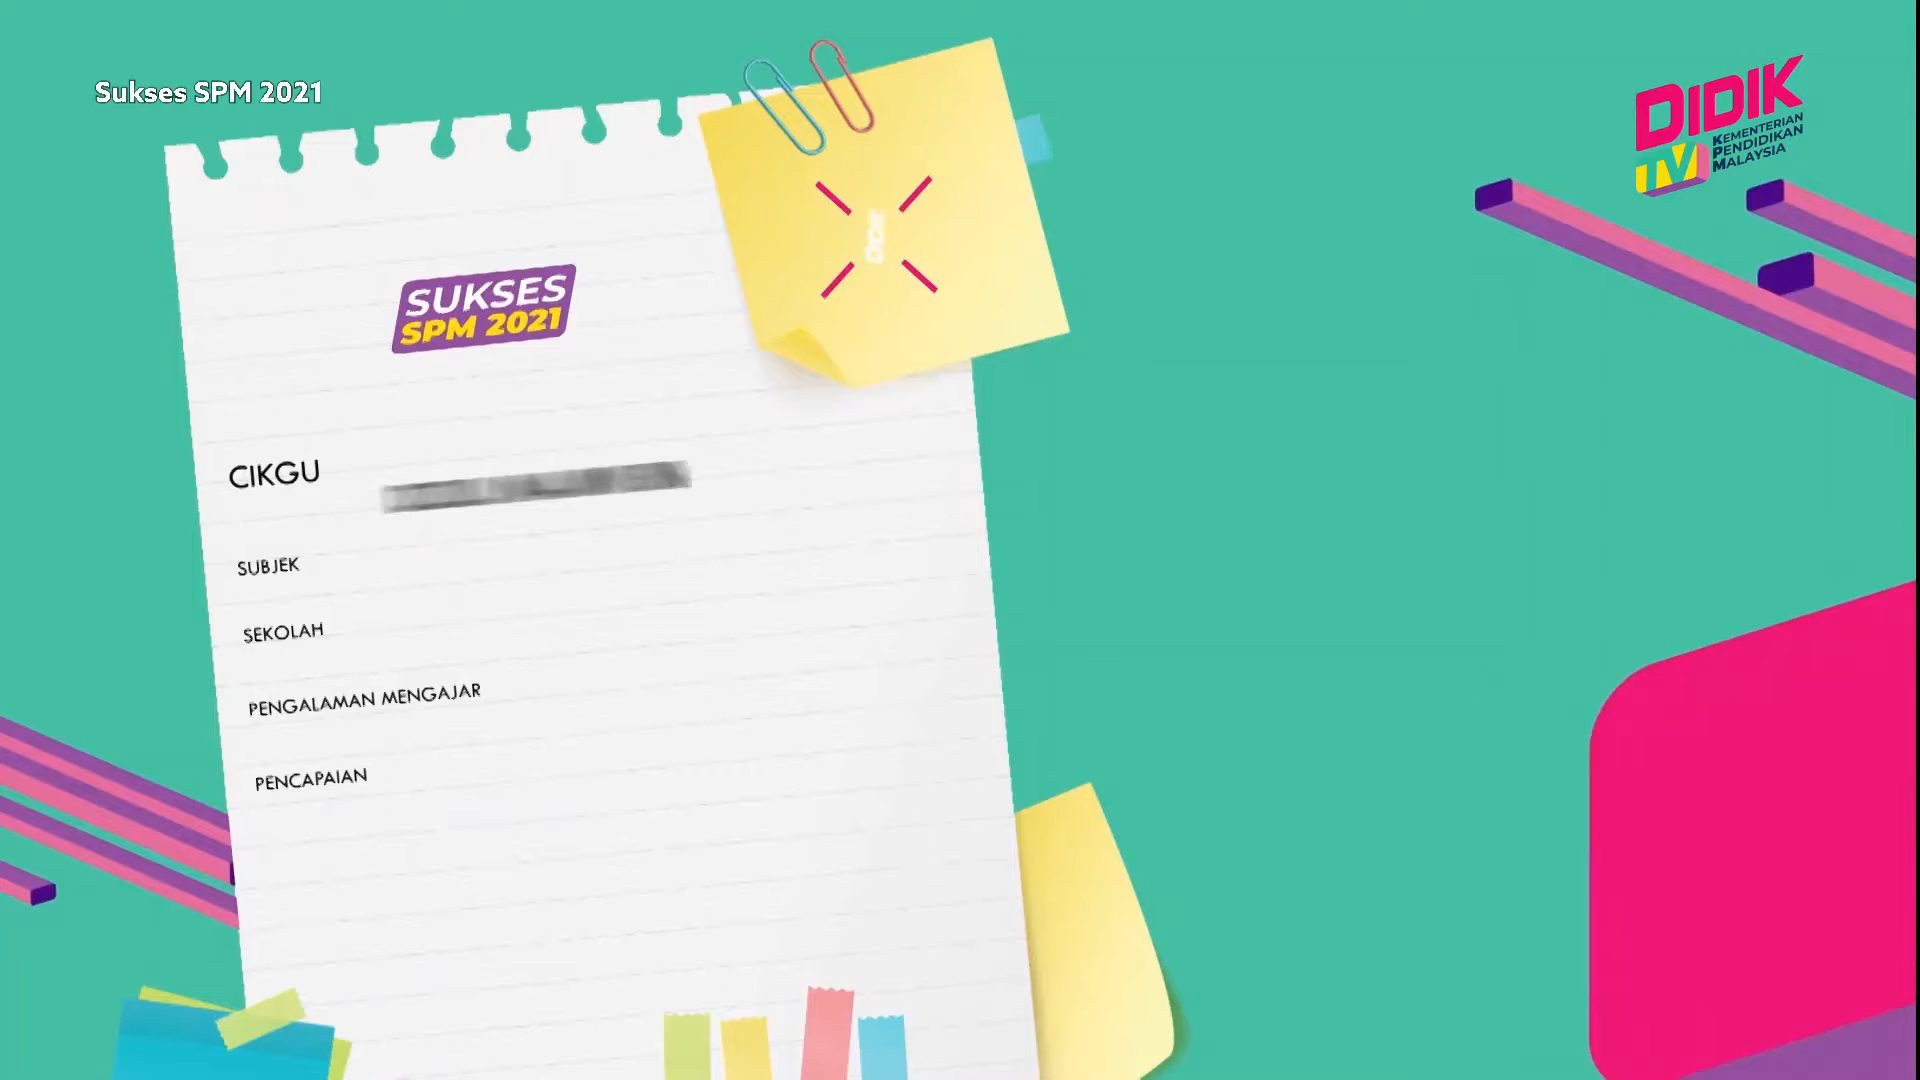 Sukses SPM 2021
DIDIK
TV
KEMENTERIAN
PENDIDIKAN
MALAYSIA
SUKSES
SPM 2021
CIKGU
SUBJEK
SEKOLAH
PENGALAMAN MENGAJAR
PENCAPAIAN